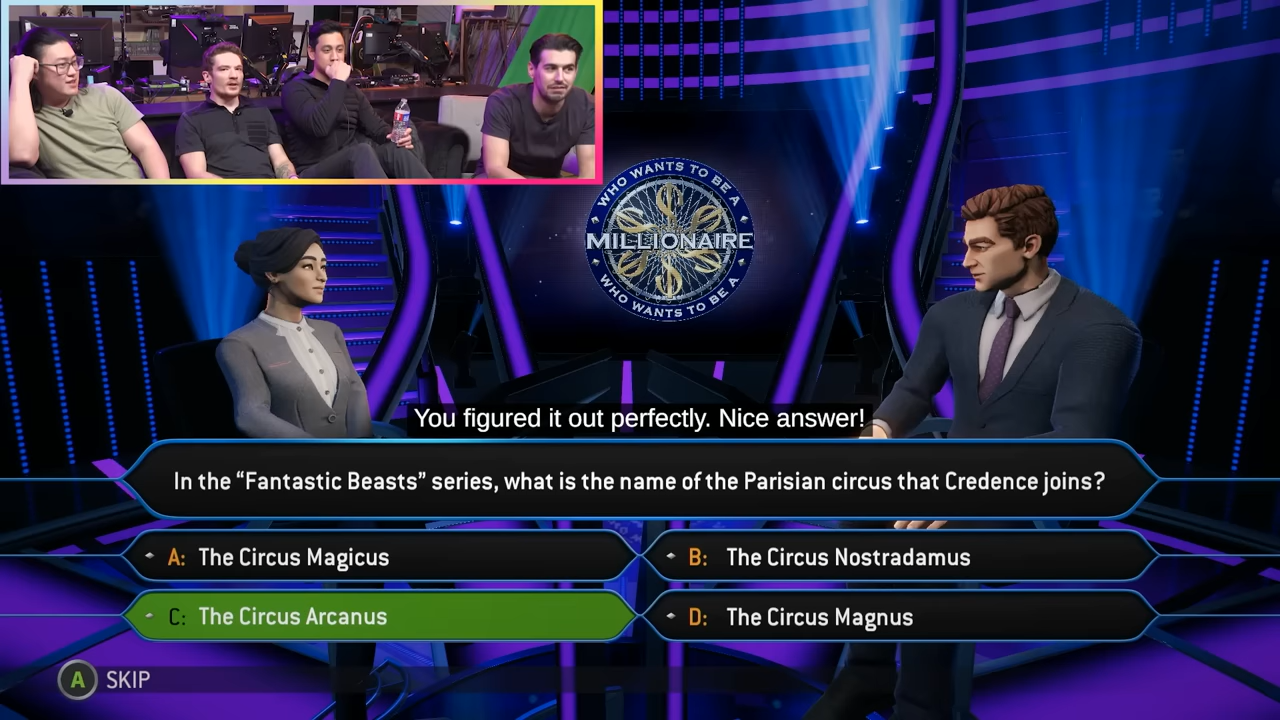 WHO WANTS TO BE A
MILLIONAIRE
WHO WANTS TO BE A
You figured it out perfectly. Nice answer!
In the “Fantastic Beasts” series, what is the name of the Parisian circus that Credence joins?
A: The Circus Magicus
B: The Circus Nostradamus
C: The Circus Arcanus
D: The Circus Magnus
A SKIP